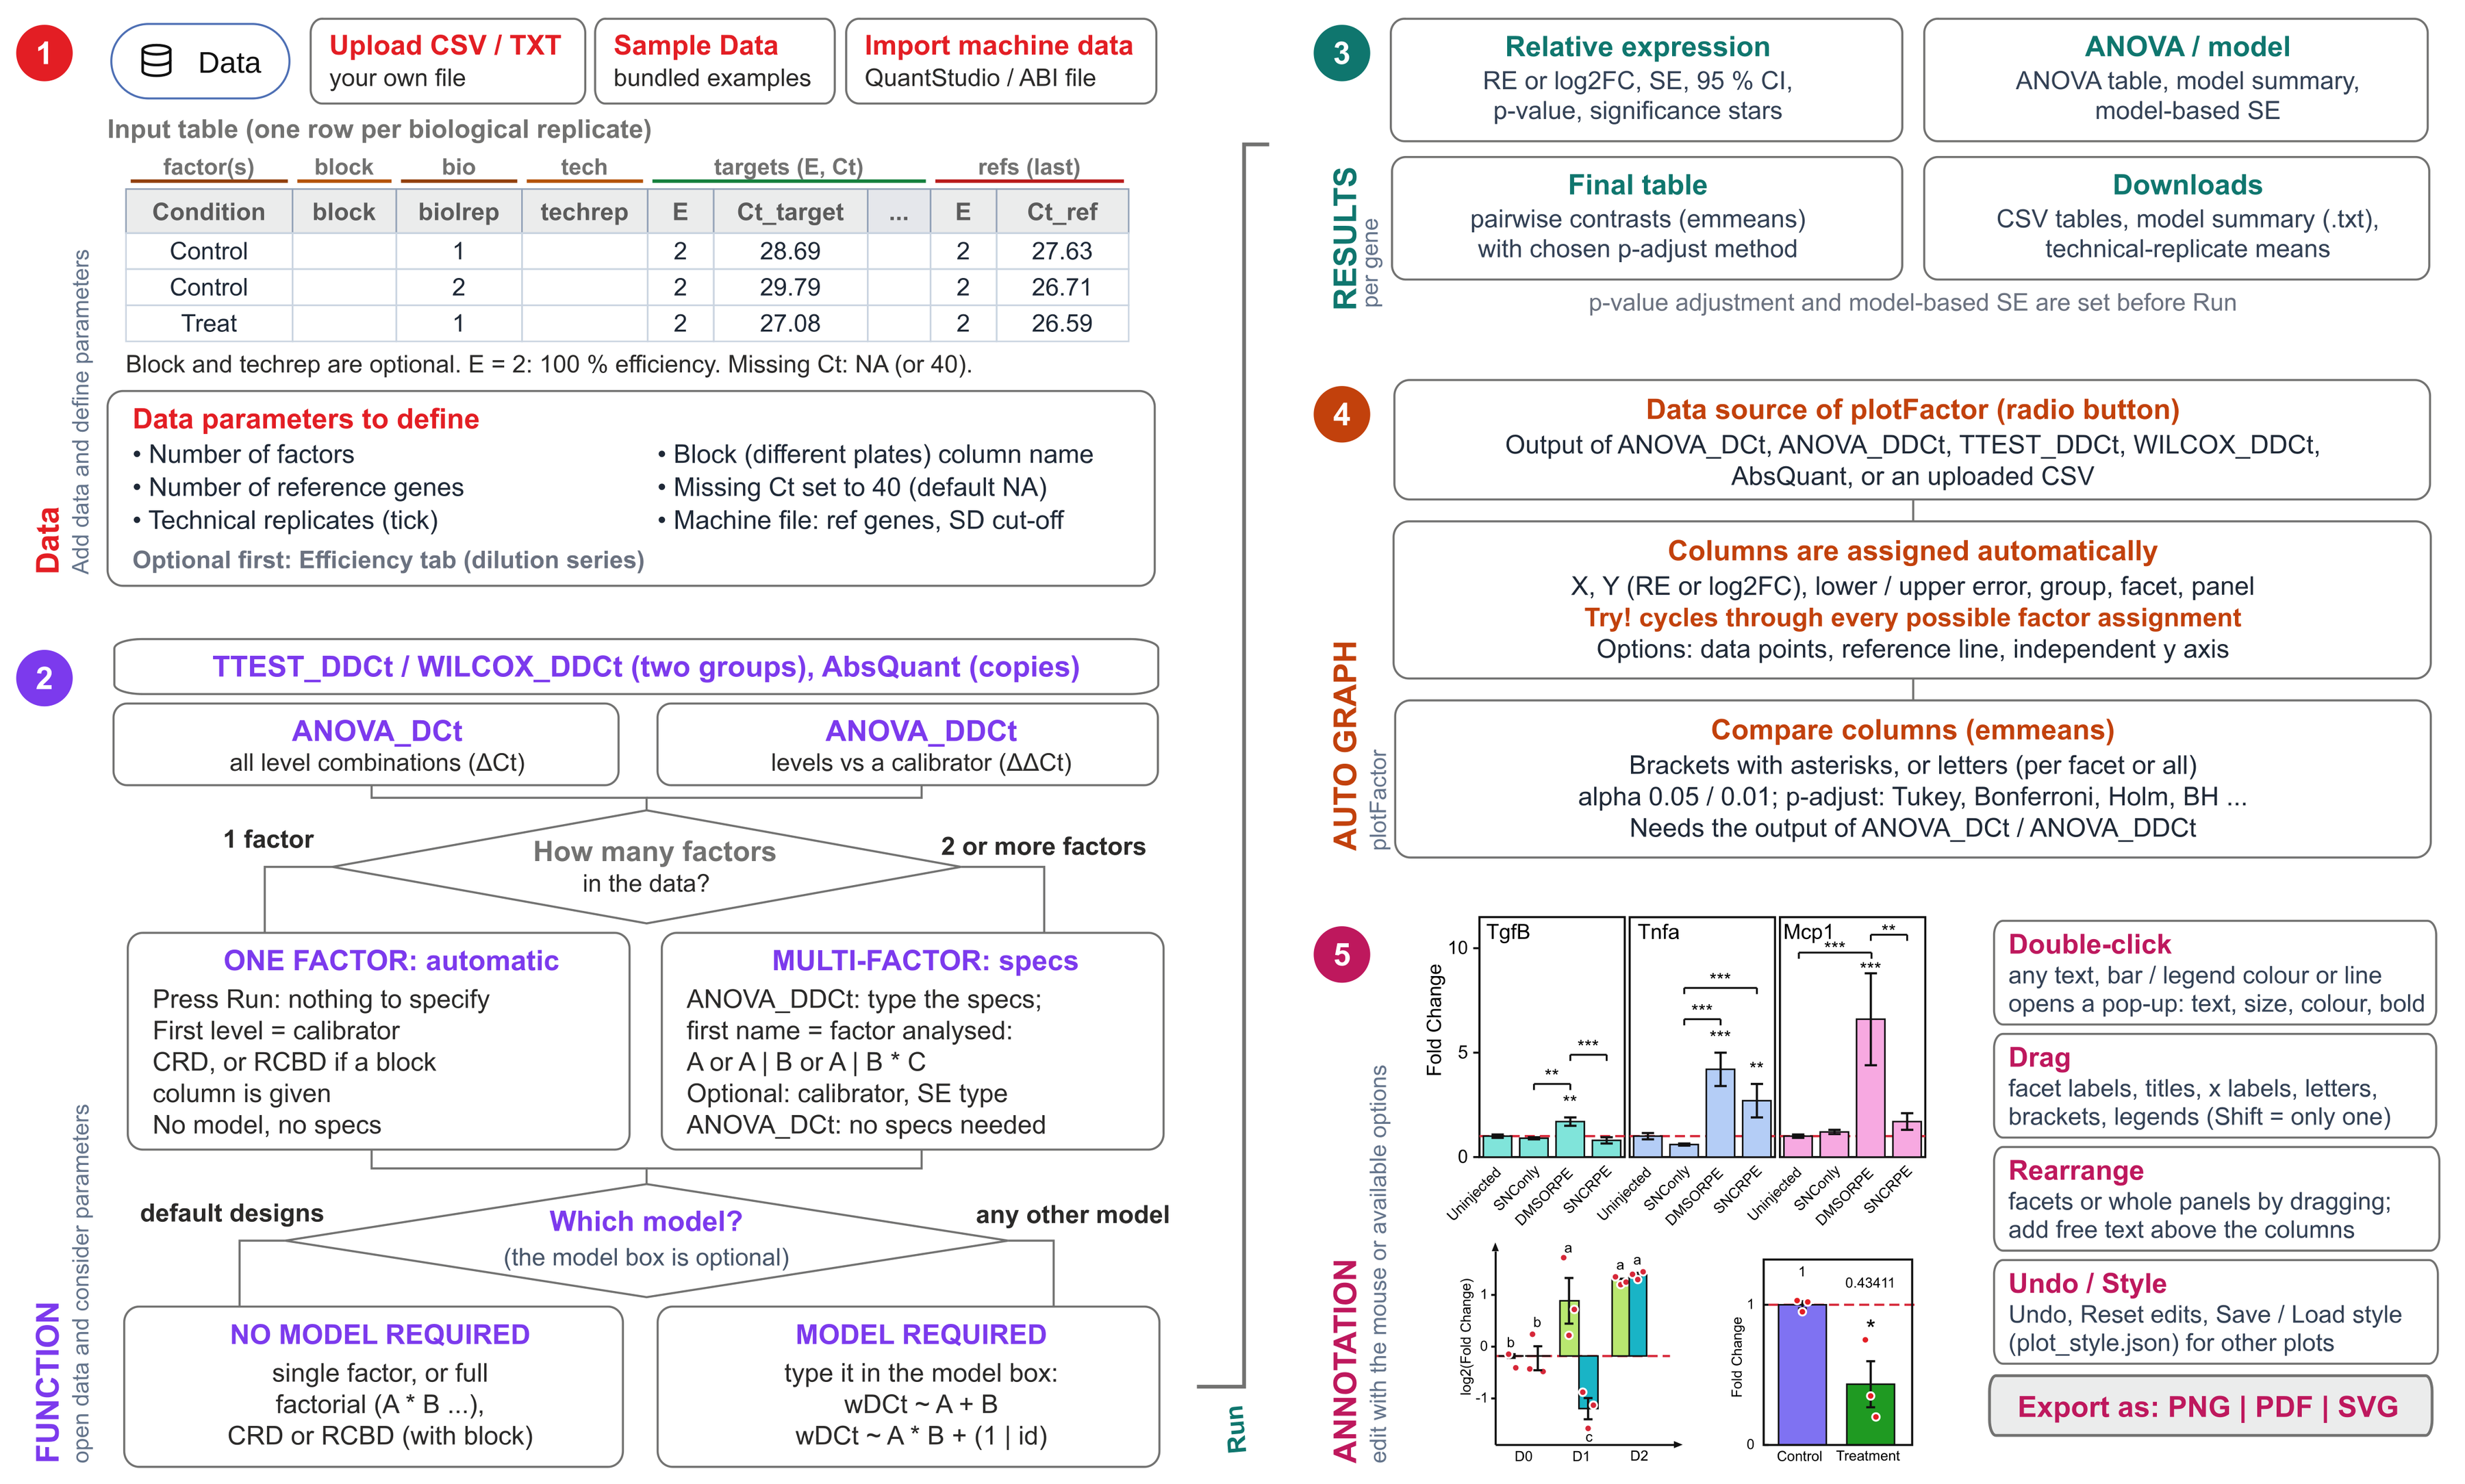 1
Data
Upload CSV / TXT
your own file
Sample Data
bundled examples
Import machine data
QuantStudio / ABI file
Input table (one row per biological replicate)
factor(s) block bio tech targets (E, Ct) refs (last)
Condition block biolrep techrep E Ct_target ... E Ct_ref
Control 1 2 28.69 2 27.63
Control 2 2 29.79 2 26.71
Treat 1 2 27.08 2 26.59
Block and techrep are optional. E = 2: 100 % efficiency. Missing Ct: NA (or 40).
Data
Add data and define parameters
Data parameters to define
• Number of factors
• Number of reference genes
• Technical replicates (tick)
• Block (different plates) column name
• Missing Ct set to 40 (default NA)
• Machine file: ref genes, SD cut-off
Optional first: Efficiency tab (dilution series)
2
FUNCTION
open data and consider parameters
TTEST_DDCt / WILCOX_DDCt (two groups), AbsQuant (copies)
ANOVA_DCt
all level combinations (ΔCt)
ANOVA_DDCt
levels vs a calibrator (ΔΔCt)
How many factors
in the data?
1 factor
2 or more factors
ONE FACTOR: automatic
Press Run: nothing to specify
First level = calibrator
CRD, or RCBD if a block
column is given
No model, no specs
MULTI-FACTOR: specs
ANOVA_DDCt: type the specs;
first name = factor analysed:
A or A | B or A | B * C
Optional: calibrator, SE type
ANOVA_DCt: no specs needed
Which model?
(the model box is optional)
default designs
any other model
NO MODEL REQUIRED
single factor, or full
factorial (A * B ...),
CRD or RCBD (with block)
MODEL REQUIRED
type it in the model box:
wDCt ~ A + B
wDCt ~ A * B + (1 | id)
Run
3
RESULTS
per gene
Relative expression
RE or log2FC, SE, 95 % CI,
p-value, significance stars
ANOVA / model
ANOVA table, model summary,
model-based SE
Final table
pairwise contrasts (emmeans)
with chosen p-adjust method
Downloads
CSV tables, model summary (.txt),
technical-replicate means
p-value adjustment and model-based SE are set before Run
4
AUTO GRAPH
plotFactor
Data source of plotFactor (radio button)
Output of ANOVA_DCt, ANOVA_DDCt, TTEST_DDCt, WILCOX_DDCt,
AbsQuant, or an uploaded CSV
Columns are assigned automatically
X, Y (RE or log2FC), lower / upper error, group, facet, panel
Try! cycles through every possible factor assignment
Options: data points, reference line, independent y axis
Compare columns (emmeans)
Brackets with asterisks, or letters (per facet or all)
alpha 0.05 / 0.01; p-adjust: Tukey, Bonferroni, Holm, BH ...
Needs the output of ANOVA_DCt / ANOVA_DDCt
5
ANNOTATION
edit with the mouse or available options
Fold Change
10
5
0
TgfB
**
**
***
Tnfa
***
***
***
**
Mcp1
***
**
***
Uninjected SNConly DMSORPE SNCRPE Uninjected SNConly DMSORPE SNCRPE Uninjected SNConly DMSORPE SNCRPE
log2(Fold Change)
1
0
-1
b b a c a a
D0 D1 D2
Fold Change
1
0
1
0.43411
*
Control Treatment
Double-click
any text, bar / legend colour or line
opens a pop-up: text, size, colour, bold
Drag
facet labels, titles, x labels, letters,
brackets, legends (Shift = only one)
Rearrange
facets or whole panels by dragging;
add free text above the columns
Undo / Style
Undo, Reset edits, Save / Load style
(plot_style.json) for other plots
Export as: PNG | PDF | SVG